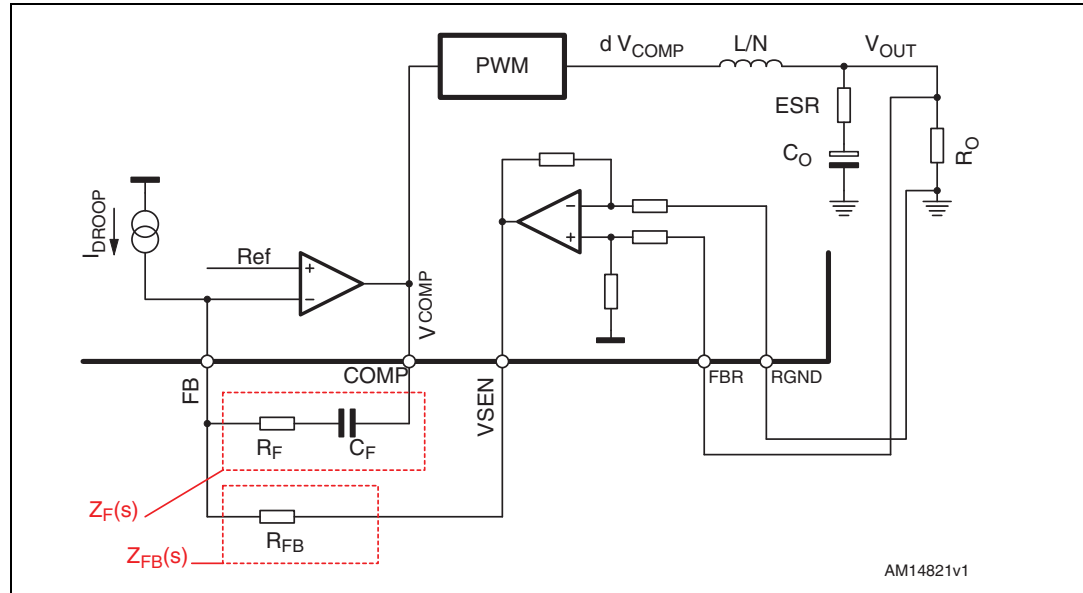 d VCOMP
L/N
VOUT
PWM
ESR
CO
RO
IDROOP
Ref
VCOMP
FB
COMP
VSEN
FBR
RGND
RF
CF
ZF(s)
RFB
ZFB(s)
AM14821v1